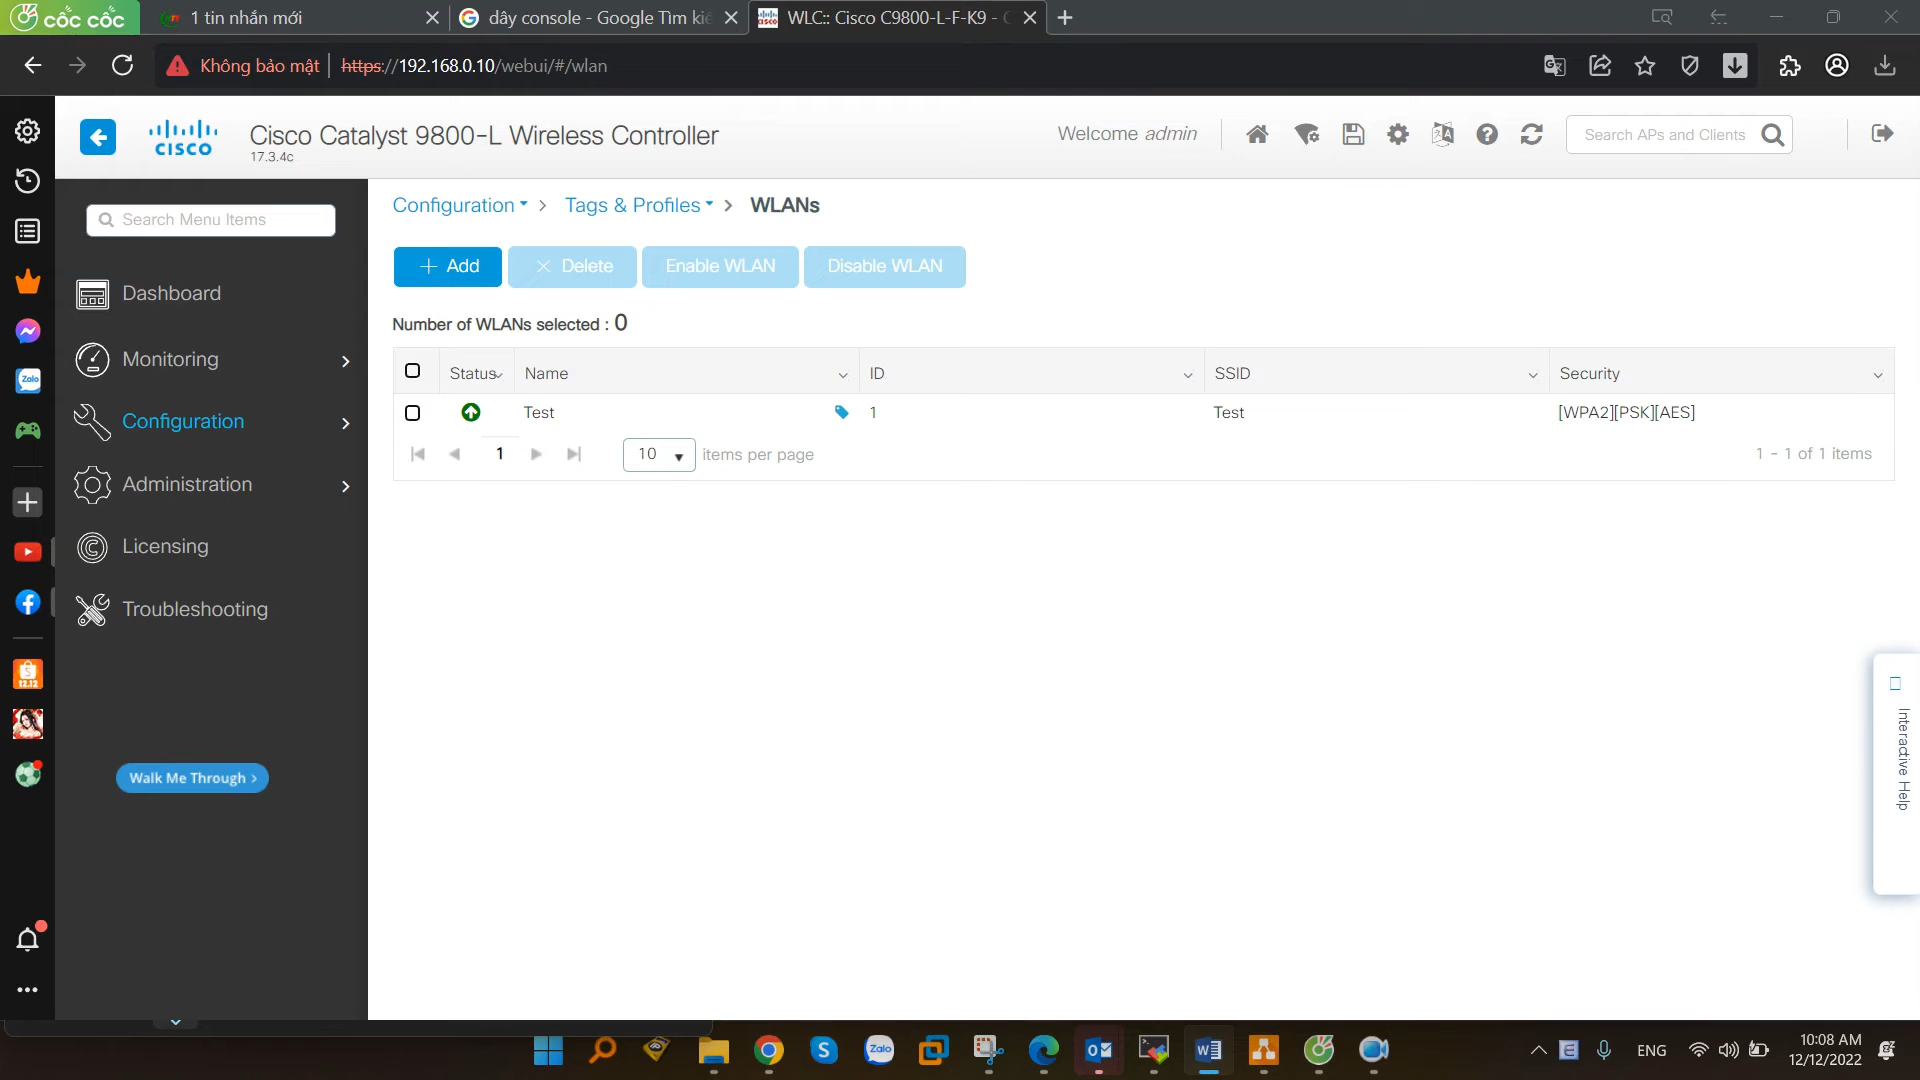 cốc cốc
1 tin nhắn mới
dây console - Google Tìm kiế
WLC:: Cisco C9800-L-F-K9 - C
Không bảo mật
https://192.168.0.10/webui/#/wlan
CISCO
Cisco Catalyst 9800-L Wireless Controller
17.3.4c
Welcome admin
Search APs and Clients
Search Menu Items
Dashboard
Monitoring
Configuration
Administration
Licensing
Troubleshooting
Walk Me Through >
Configuration > Tags & Profiles > WLANs
+ Add
× Delete
Enable WLAN
Disable WLAN
Number of WLANs selected : 0
Status Name ID SSID Security
Test 1 Test [WPA2][PSK][AES]
1 10 items per page 1 - 1 of 1 items
Interactive Help
Zalo
12.12
Zalo
ENG
10:08 AM
12/12/2022